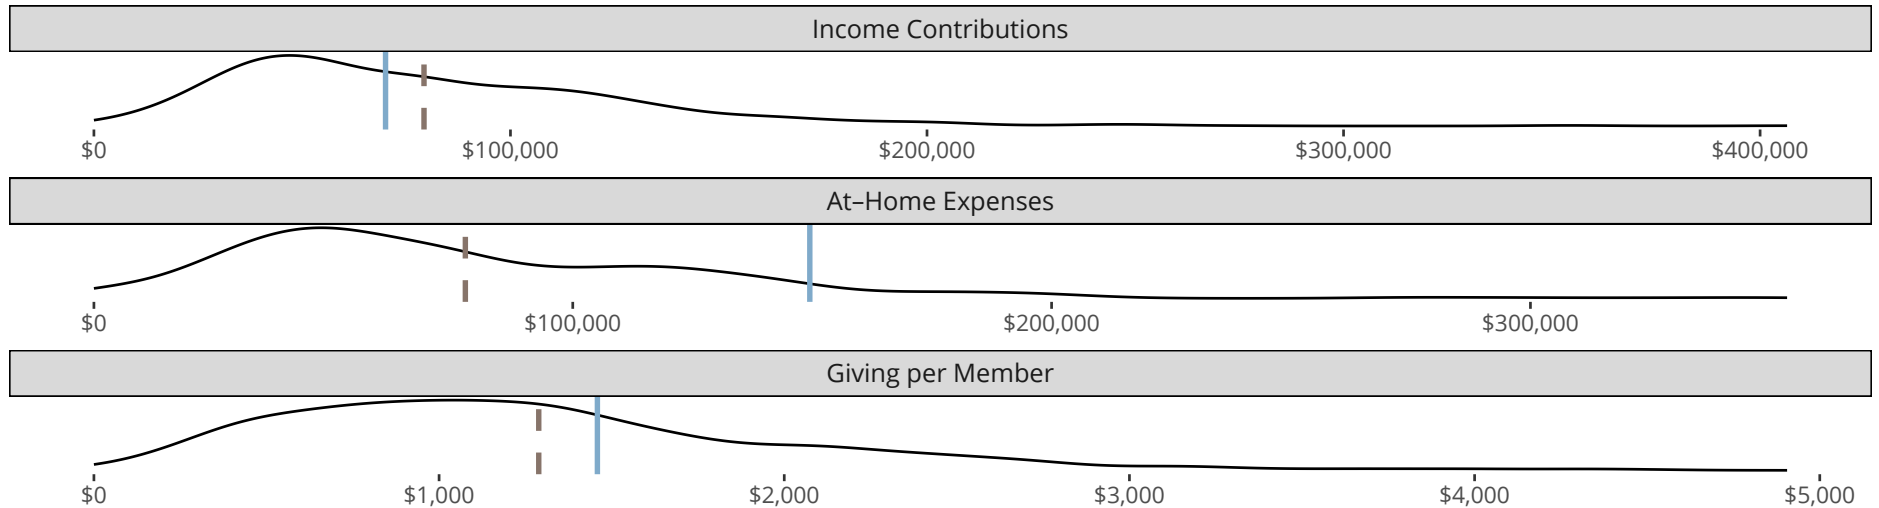 Income Contributions
$0 $100,000 $200,000 $300,000 $400,000
At–Home Expenses
$0 $100,000 $200,000 $300,000
Giving per Member
$0 $1,000 $2,000 $3,000 $4,000 $5,000